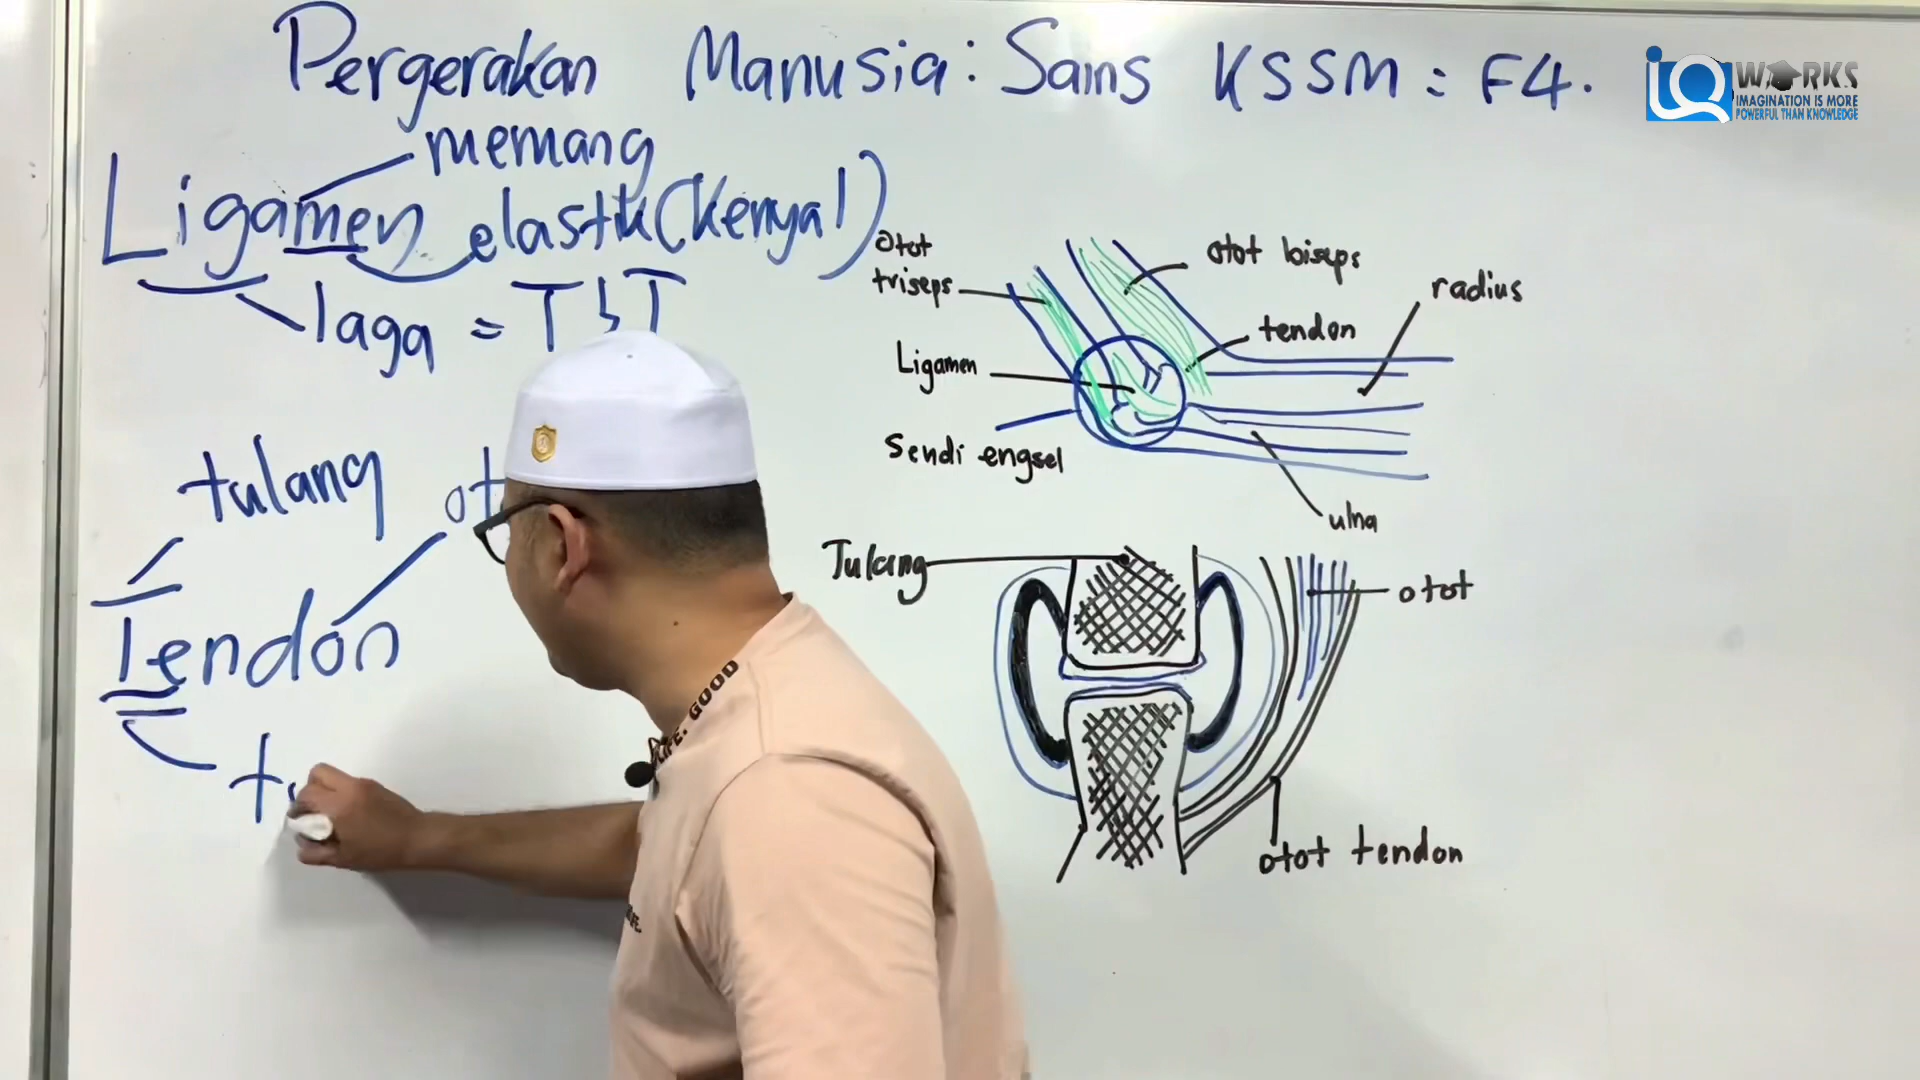 Pergerakan Manusia: Sains KSSM = F4.
iQ WORKS
IMAGINATION IS MORE
POWERFUL THAN KNOWLEDGE
memang
Ligamen elastik (Kenyal)
laga = T
tulang
Tendon
otot triseps
otot biseps
radius
tendon
Ligamen
Sendi engsel
ulna
Tulang
otot
otot tendon
LIFE. GOOD